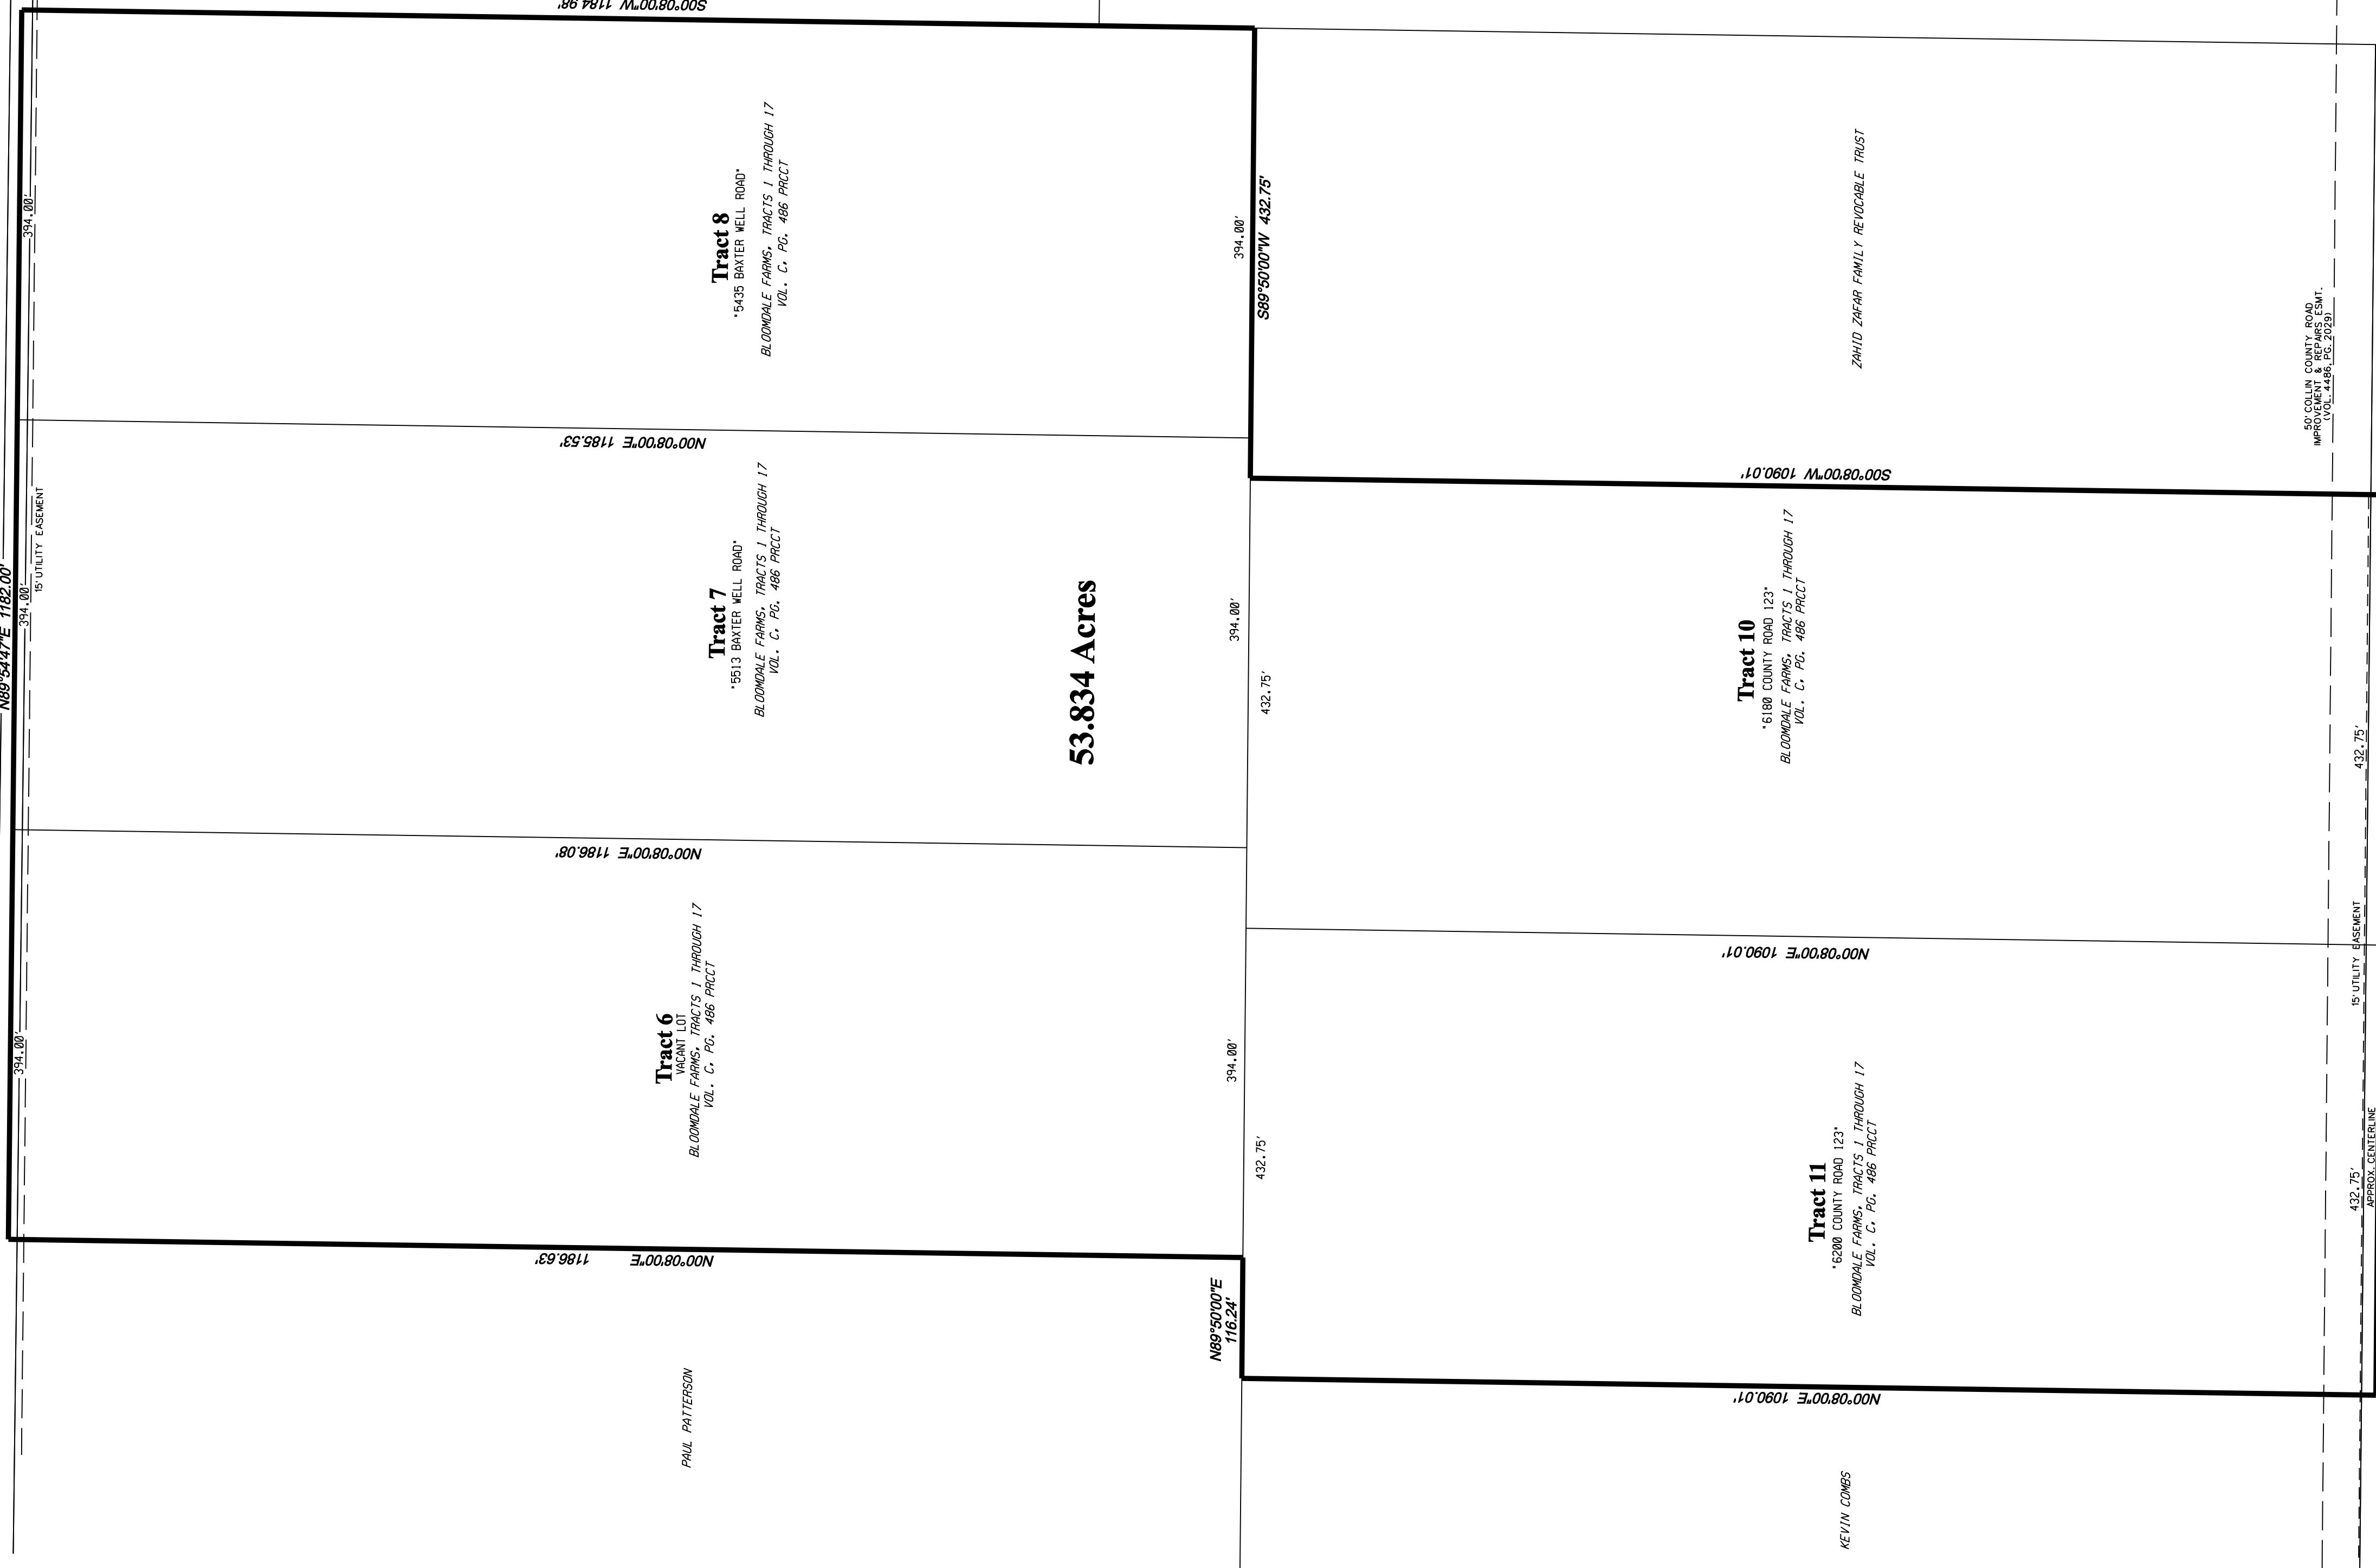 S00°08'00"W 1184.98'
N89°54'47"E 1182.00'
394.00'
394.00'
394.00'
15' UTILITY EASEMENT
Tract 8
"5435 BAXTER WELL ROAD"
BLOOMDALE FARMS, TRACTS 1 THROUGH 17
VOL. C, PG. 486 PRCCT
394.00'
S89°50'00"W 432.75'
ZAHID ZAFAR FAMILY REVOCABLE TRUST
50' COLLIN COUNTY ROAD
IMPROVEMENT & REPAIRS ESMT.
(VOL. 4486, PG. 2029)
N00°08'00"E 1185.53'
S00°08'00"W 1090.01'
Tract 7
"5513 BAXTER WELL ROAD"
BLOOMDALE FARMS, TRACTS 1 THROUGH 17
VOL. C, PG. 486 PRCCT
53.834 Acres
394.00'
432.75'
Tract 10
"6180 COUNTY ROAD 123"
BLOOMDALE FARMS, TRACTS 1 THROUGH 17
VOL. C, PG. 486 PRCCT
432.75'
N00°08'00"E 1186.08'
N00°08'00"E 1090.01'
Tract 6
VACANT LOT
BLOOMDALE FARMS, TRACTS 1 THROUGH 17
VOL. C, PG. 486 PRCCT
394.00'
432.75'
Tract 11
"6200 COUNTY ROAD 123"
BLOOMDALE FARMS, TRACTS 1 THROUGH 17
VOL. C, PG. 486 PRCCT
15' UTILITY EASEMENT
432.75'
APPROX. CENTERLINE
N00°08'00"E 1186.63'
N89°50'00"E
116.24'
N00°08'00"E 1090.01'
PAUL PATTERSON
KEVIN COMBS